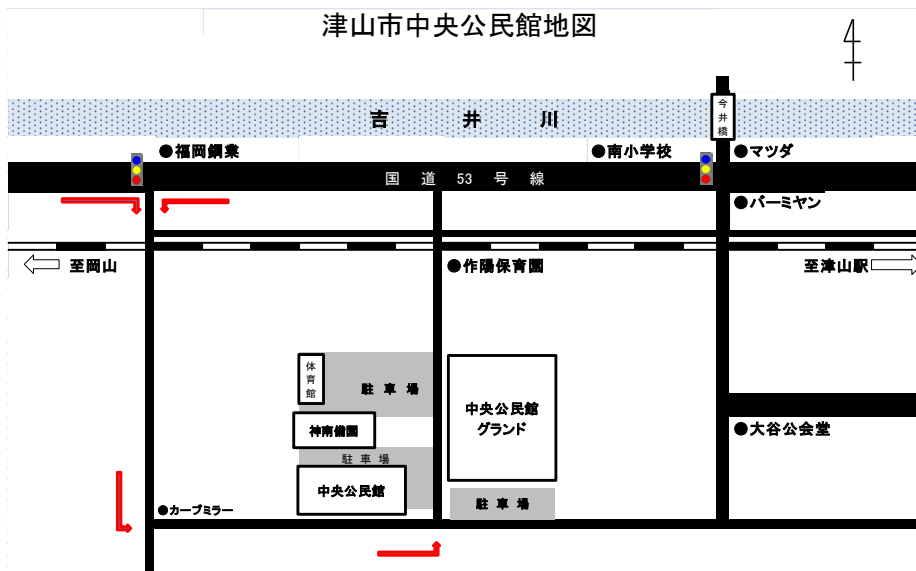 津山市中央公民館地図
今井橋
吉井川
●福岡鋼業
●南小学校
●マツダ
国道53号線
●バーミヤン
至岡山
●作陽保育園
至津山駅
体育館
駐車場
中央公民館
グランド
神南備園
●大谷公会堂
駐車場
中央公民館
駐車場
●カーブミラー